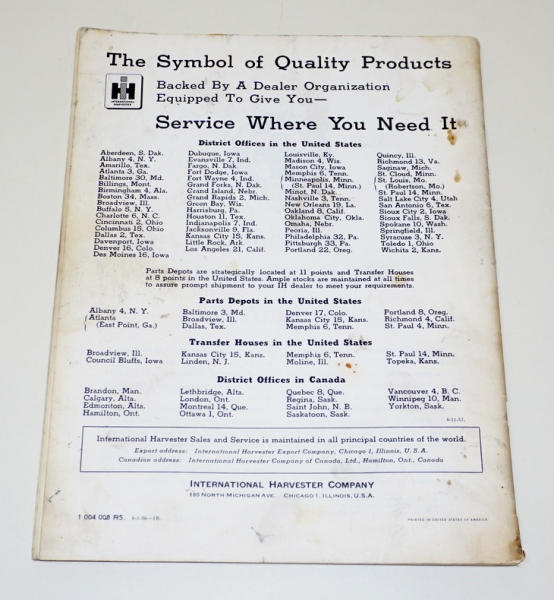 The Symbol of Quality Products
IH
INTERNATIONAL
HARVESTER
Backed By A Dealer Organization
Equipped To Give You—
Service Where You Need It
District Offices in the United States
Aberdeen, S. Dak.
Albany 4, N. Y.
Amarillo, Tex.
Atlanta 3, Ga.
Baltimore 30, Md.
Billings, Mont.
Birmingham 4, Ala.
Boston 34, Mass.
Broadview, Ill.
Buffalo 5, N. Y.
Charlotte 6, N. C.
Cincinnati 2, Ohio
Columbus 15, Ohio
Dallas 2, Tex.
Davenport, Iowa
Denver 16, Colo.
Des Moines 16, Iowa
Dubuque, Iowa
Evansville 7, Ind.
Fargo, N. Dak.
Fort Dodge, Iowa
Fort Wayne 4, Ind.
Grand Forks, N. Dak.
Grand Island, Nebr.
Grand Rapids 2, Mich.
Green Bay, Wis.
Harrisburg, Pa.
Houston 11, Tex.
Indianapolis 7, Ind.
Jacksonville 9, Fla.
Kansas City 15, Kans.
Little Rock, Ark.
Los Angeles 21, Calif.
Louisville, Ky.
Madison 4, Wis.
Mason City, Iowa
Memphis 6, Tenn.
Minneapolis, Minn.
(St. Paul 14, Minn.)
Minot, N. Dak.
Nashville 3, Tenn.
New Orleans 19, La.
Oakland 8, Calif.
Oklahoma City, Okla.
Omaha, Nebr.
Peoria, Ill.
Philadelphia 32, Pa.
Pittsburgh 33, Pa.
Portland 22, Oreg.
Quincy, Ill.
Richmond 13, Va.
Saginaw, Mich.
St. Cloud, Minn.
St. Louis, Mo.
(Robertson, Mo.)
St. Paul 14, Minn.
Salt Lake City 4, Utah
San Antonio 6, Tex.
Sioux City 2, Iowa
Sioux Falls, S. Dak.
Spokane 10, Wash.
Springfield, Ill.
Syracuse 3, N. Y.
Toledo 1, Ohio
Wichita 2, Kans.
Parts Depots are strategically located at 11 points and Transfer Houses
at 8 points in the United States. Ample stocks are maintained at all times
to assure prompt shipment to your IH dealer to meet your requirements.
Parts Depots in the United States
Albany 4, N. Y.
Atlanta
(East Point, Ga.)
Baltimore 3, Md.
Broadview, Ill.
Dallas, Tex.
Denver 17, Colo.
Kansas City 15, Kans.
Memphis 6, Tenn.
Portland 8, Oreg.
Richmond 4, Calif.
St. Paul 4, Minn.
Transfer Houses in the United States
Broadview, Ill.
Council Bluffs, Iowa
Kansas City 15, Kans.
Linden, N. J.
Memphis 6, Tenn.
Moline, Ill.
St. Paul 14, Minn.
Topeka, Kans.
District Offices in Canada
Brandon, Man.
Calgary, Alta.
Edmonton, Alta.
Hamilton, Ont.
Lethbridge, Alta.
London, Ont.
Montreal 14, Que.
Ottawa 1, Ont.
Quebec 8, Que.
Regina, Sask.
Saint John, N. B.
Saskatoon, Sask.
Vancouver 4, B. C.
Winnipeg 10, Man.
Yorkton, Sask.
International Harvester Sales and Service is maintained in all principal countries of the world.
Export address: International Harvester Export Company, Chicago 1, Illinois, U. S. A.
Canadian address: International Harvester Company of Canada, Ltd., Hamilton, Ont., Canada
INTERNATIONAL HARVESTER COMPANY
180 NORTH MICHIGAN AVE. CHICAGO 1, ILLINOIS, U.S.A.
1 004 008 R5.
PRINTED IN UNITED STATES OF AMERICA